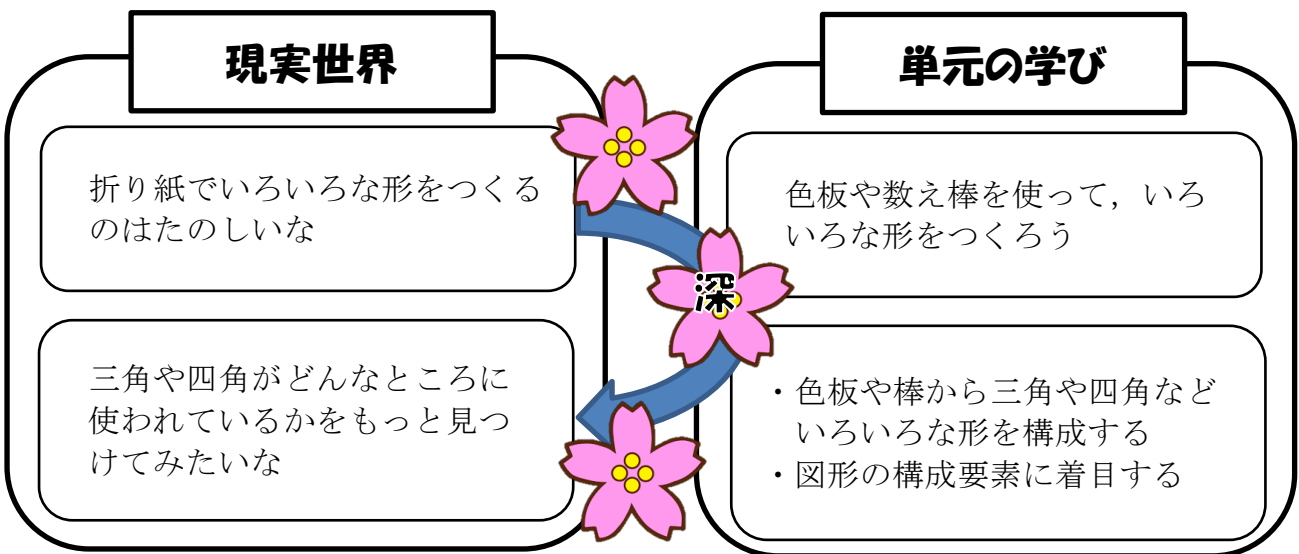 現実世界
折り紙でいろいろな形をつくる
のはたのしいな
三角や四角がどんなところに
使われているかをもっと見つ
けてみたいな
深
単元の学び
色板や数え棒を使って，いろ
いろな形をつくろう
・色板や棒から三角や四角など
いろいろな形を構成する
・図形の構成要素に着目する